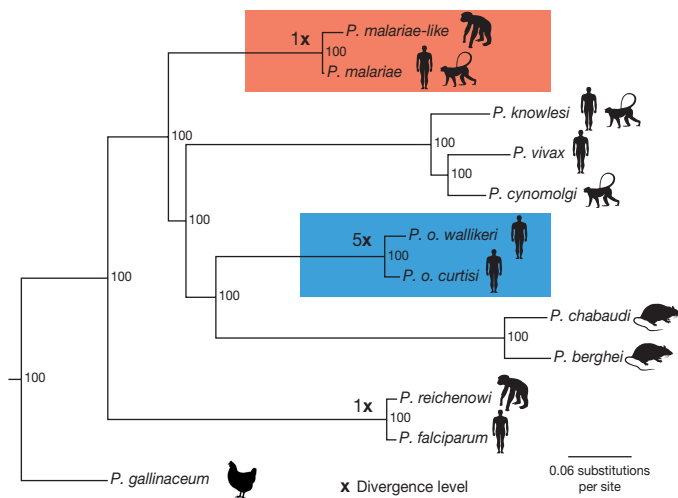 1x
P. malariae-like
100
P. malariae
100
P. knowlesi
100
P. vivax
100
P. cynomolgi
100
100
P. o. wallikeri
5x
100
P. o. curtisi
100
P. chabaudi
100
P. berghei
100
P. reichenowi
1x
100
P. falciparum
0.06 substitutions
per site
P. gallinaceum
x Divergence level